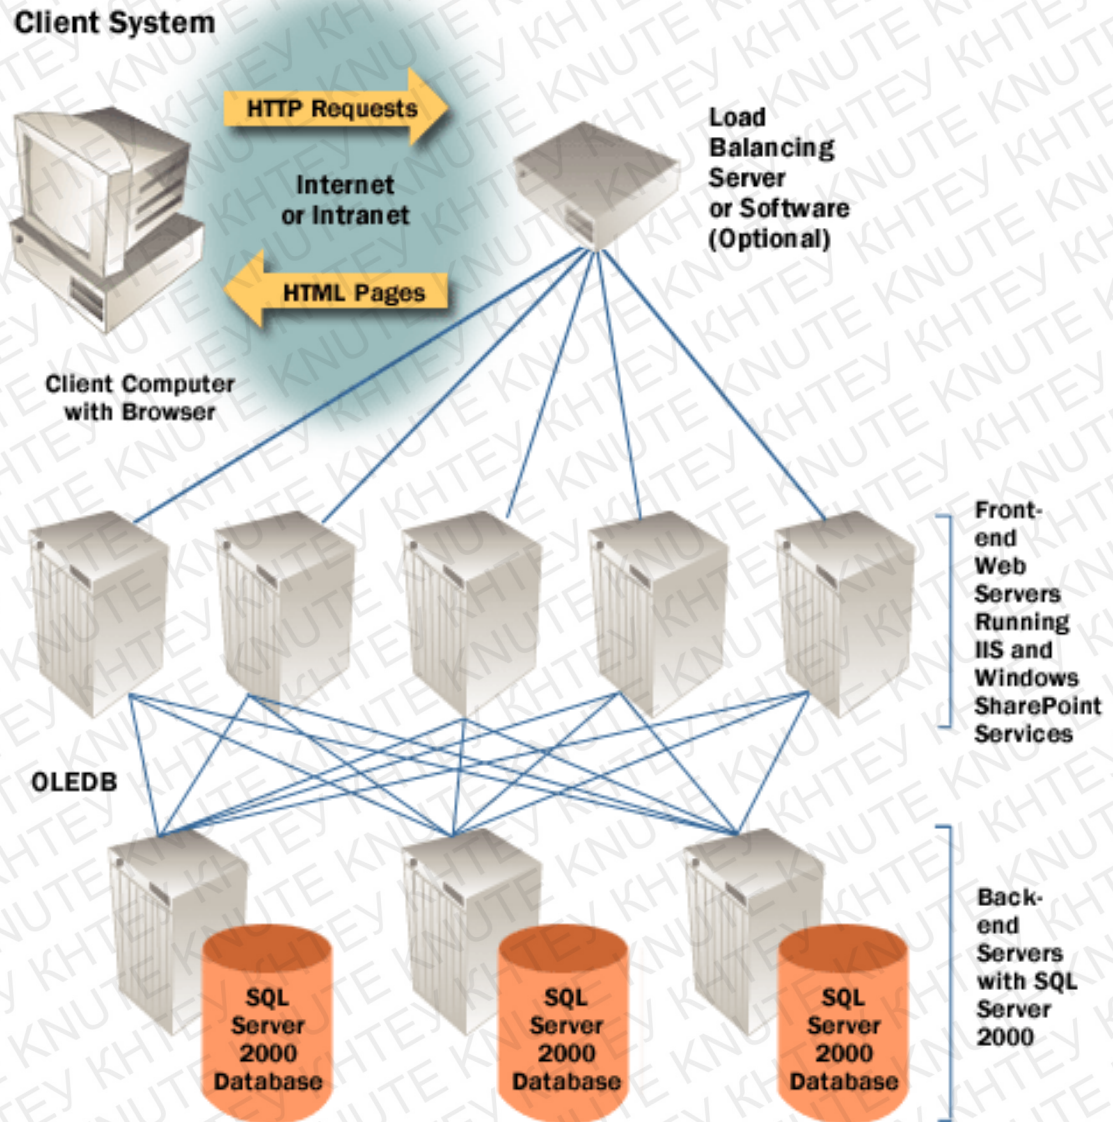 Client System
HTTP Requests
Internet
or Intranet
HTML Pages
Load
Balancing
Server
or Software
(Optional)
Client Computer
with Browser
Front-
end
Web
Servers
Running
IIS and
Windows
SharePoint
Services
OLEDB
Back-
end
Servers
with SQL
Server
2000
SQL
Server
2000
Database
SQL
Server
2000
Database
SQL
Server
2000
Database
КНТЕУ KNUTE